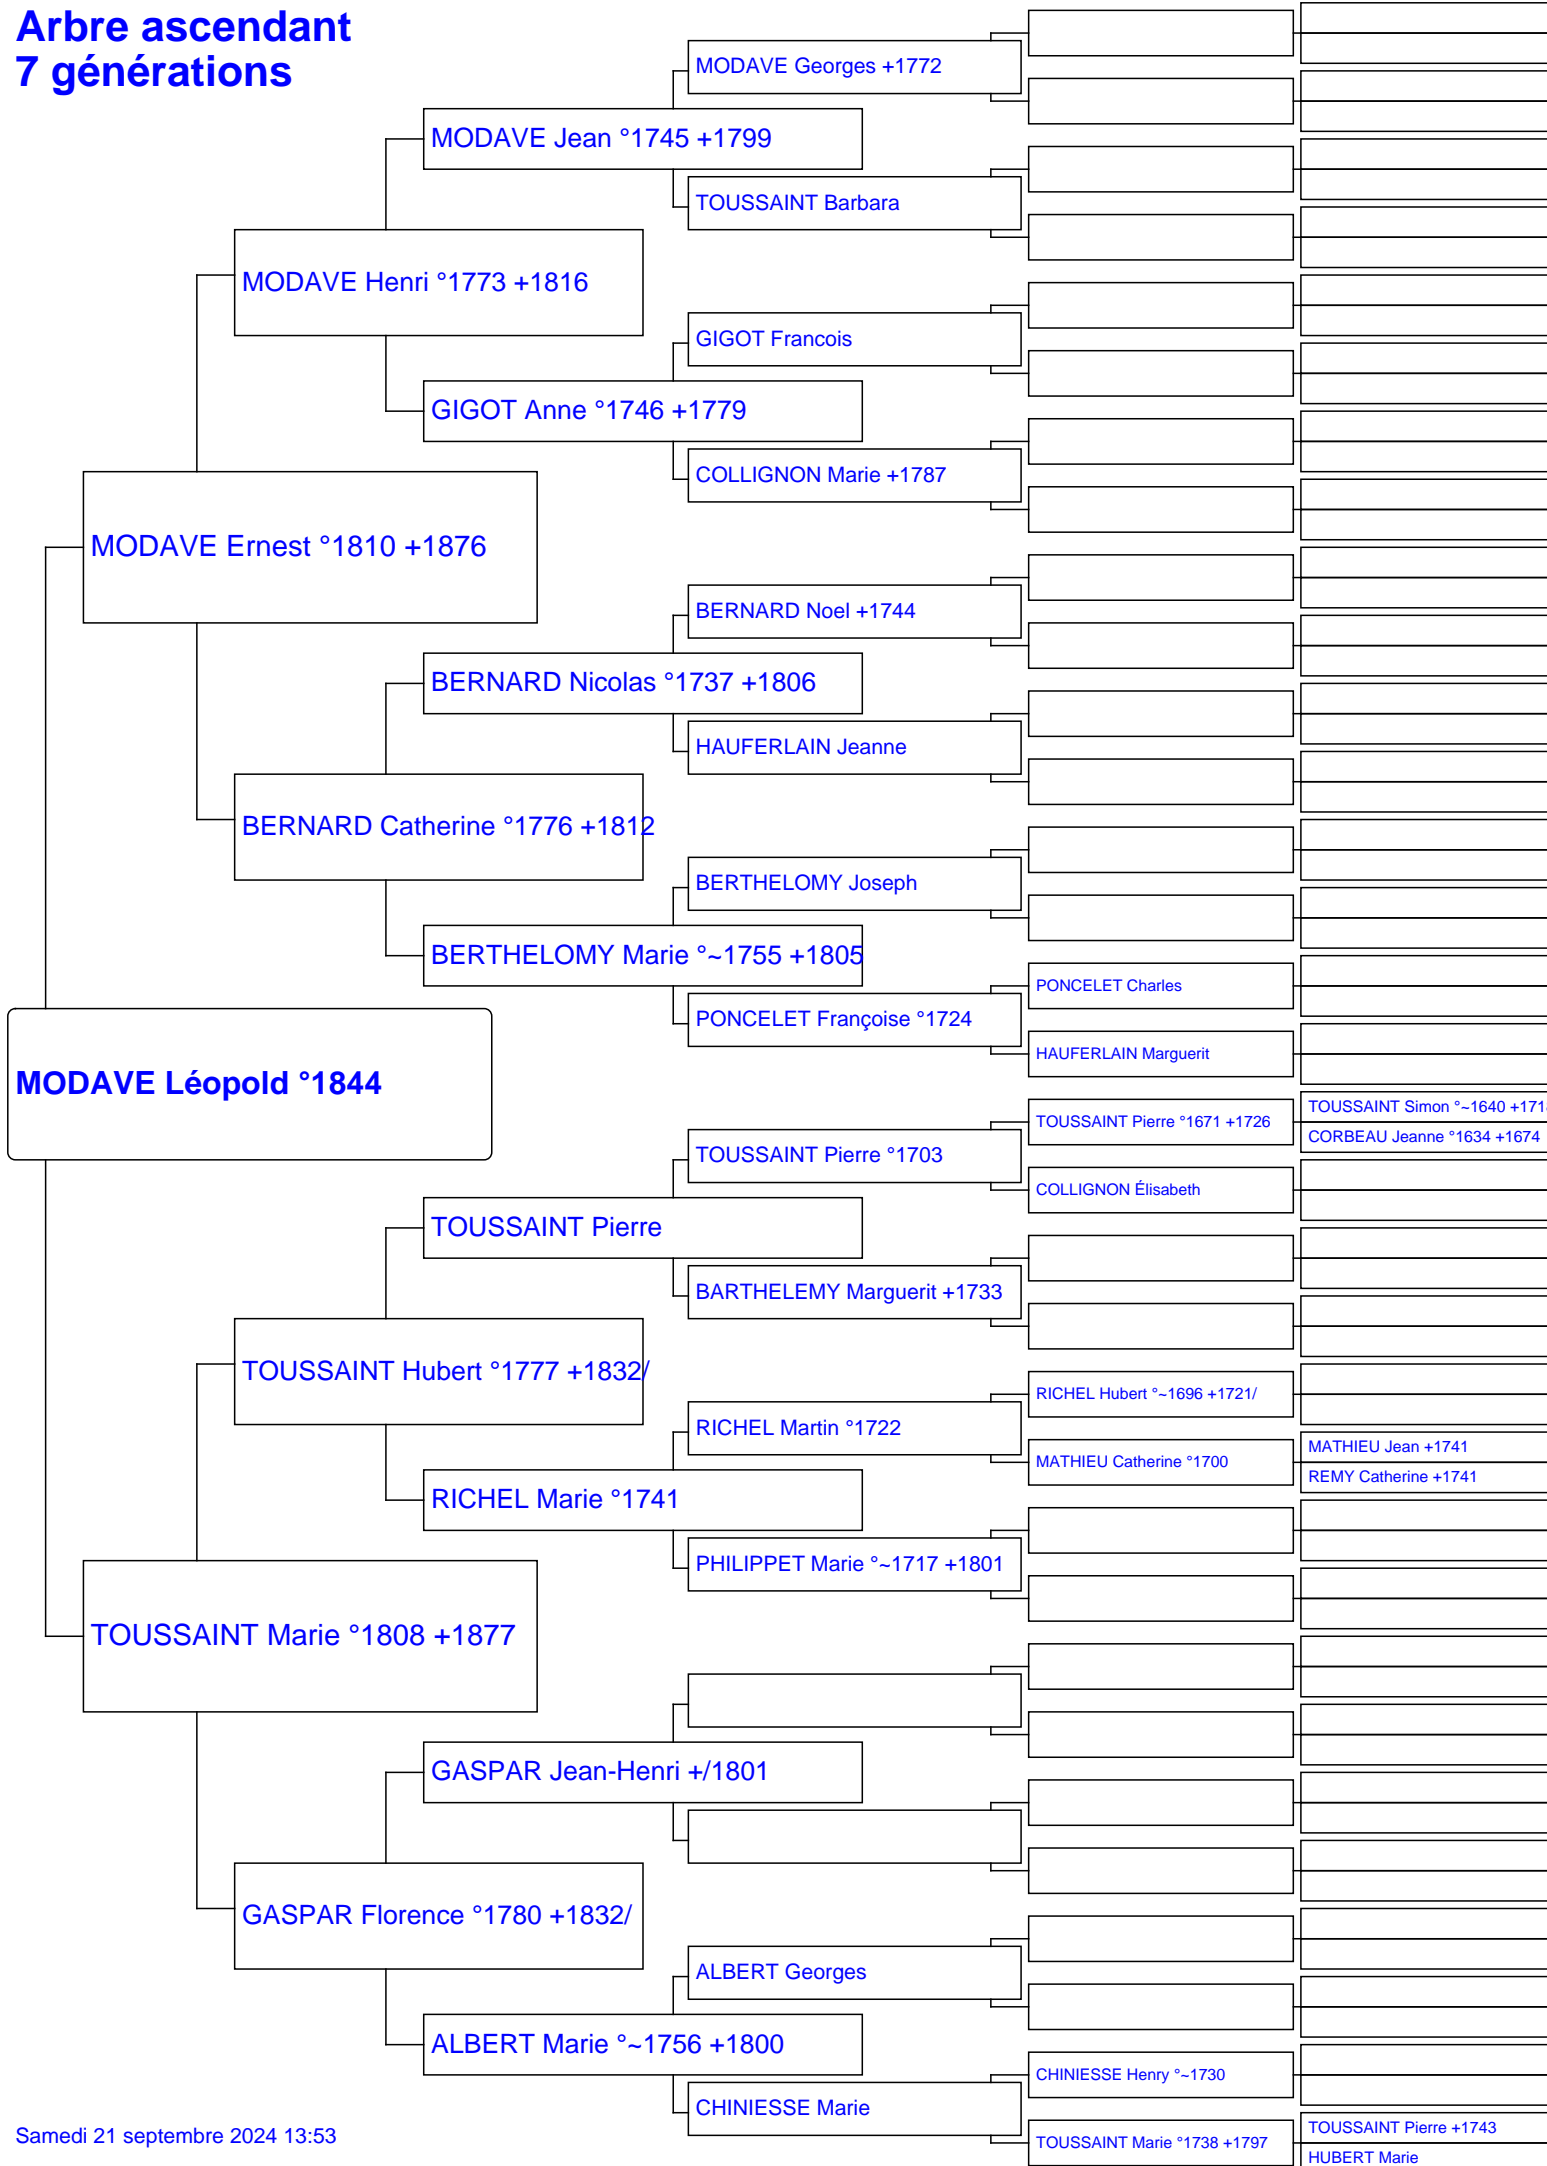 Arbre ascendant
7 générations
MODAVE Georges +1772
MODAVE Jean °1745 +1799
TOUSSAINT Barbara
MODAVE Henri °1773 +1816
GIGOT Francois
GIGOT Anne °1746 +1779
COLLIGNON Marie +1787
MODAVE Ernest °1810 +1876
BERNARD Noel +1744
BERNARD Nicolas °1737 +1806
HAUFERLAIN Jeanne
BERNARD Catherine °1776 +1812
BERTHELOMY Joseph
BERTHELOMY Marie °~1755 +1805
PONCELET Charles
PONCELET Françoise °1724
HAUFERLAIN Marguerit
MODAVE Léopold °1844
TOUSSAINT Simon °~1640 +171
TOUSSAINT Pierre °1671 +1726
CORBEAU Jeanne °1634 +1674
TOUSSAINT Pierre °1703
COLLIGNON Élisabeth
TOUSSAINT Pierre
BARTHELEMY Marguerit +1733
TOUSSAINT Hubert °1777 +1832/
RICHEL Hubert °~1696 +1721/
RICHEL Martin °1722
MATHIEU Jean +1741
MATHIEU Catherine °1700
REMY Catherine +1741
RICHEL Marie °1741
PHILIPPET Marie °~1717 +1801
TOUSSAINT Marie °1808 +1877
GASPAR Jean-Henri +/1801
GASPAR Florence °1780 +1832/
ALBERT Georges
ALBERT Marie °~1756 +1800
CHINIESSE Henry °~1730
CHINIESSE Marie
TOUSSAINT Pierre +1743
TOUSSAINT Marie °1738 +1797
HUBERT Marie
Samedi 21 septembre 2024 13:53